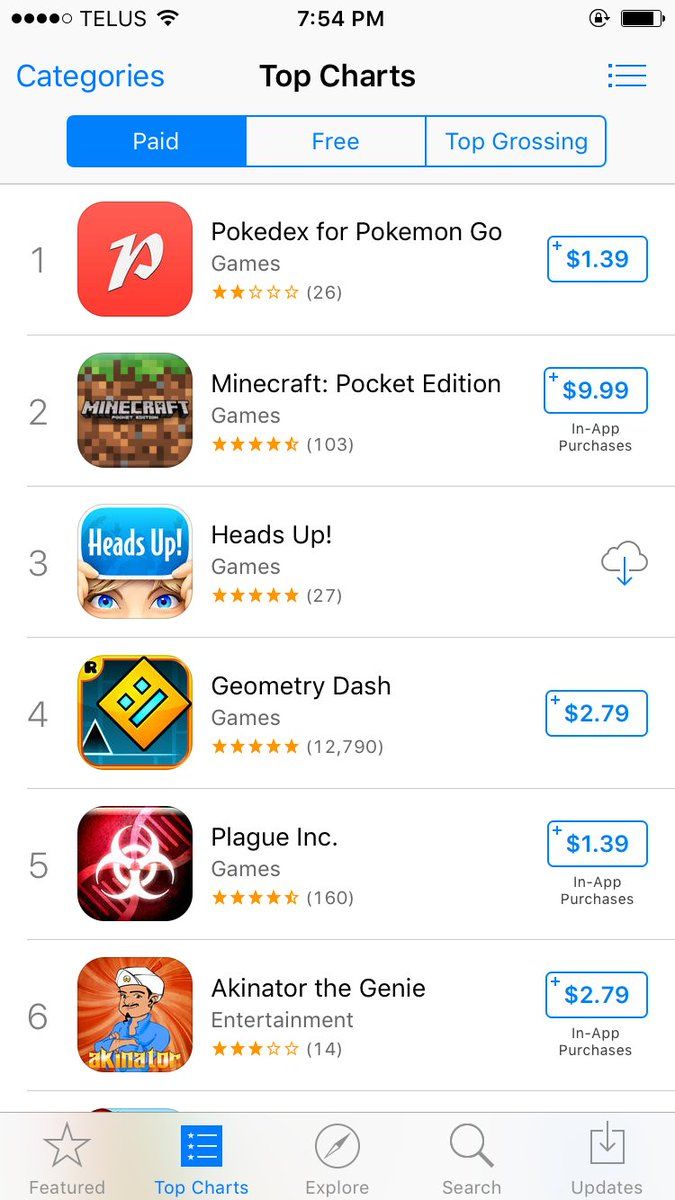 TELUS 7:54 PM
Categories Top Charts
Paid Free Top Grossing
1
Pokedex for Pokemon Go
Games
(26)
+ $1.39
2
MINECRAFT
POCKET EDITION
Minecraft: Pocket Edition
Games
(103)
+ $9.99
In-App
Purchases
3
Heads Up!
Heads Up!
Games
(27)
4
R
Geometry Dash
Games
(12,790)
+ $2.79
5
Plague Inc.
Games
(160)
+ $1.39
In-App
Purchases
6
akinator
Akinator the Genie
Entertainment
(14)
+ $2.79
In-App
Purchases
Featured Top Charts Explore Search Updates